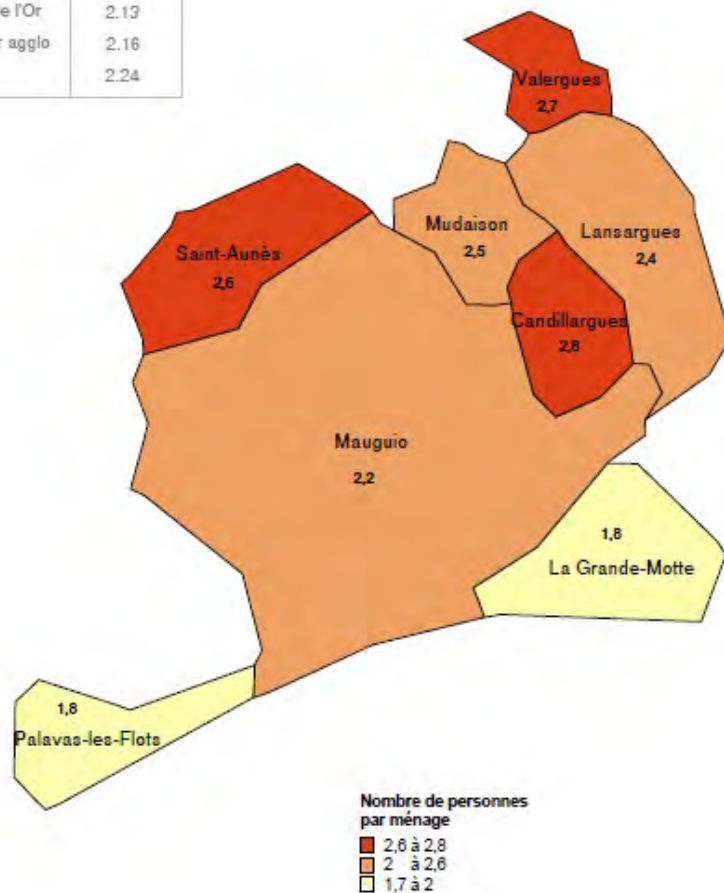 e l'Or 2.13
r agglo 2.16
2.24
Valergues
2,7
Mudaison
2,5
Lansargues
2,4
Saint-Aunès
2,6
Candillargues
2,8
Mauguio
2,2
1,8
La Grande-Motte
1,8
Palavas-les-Flots
Nombre de personnes
par ménage
2,6 à 2,8
2 à 2,6
1,7 à 2